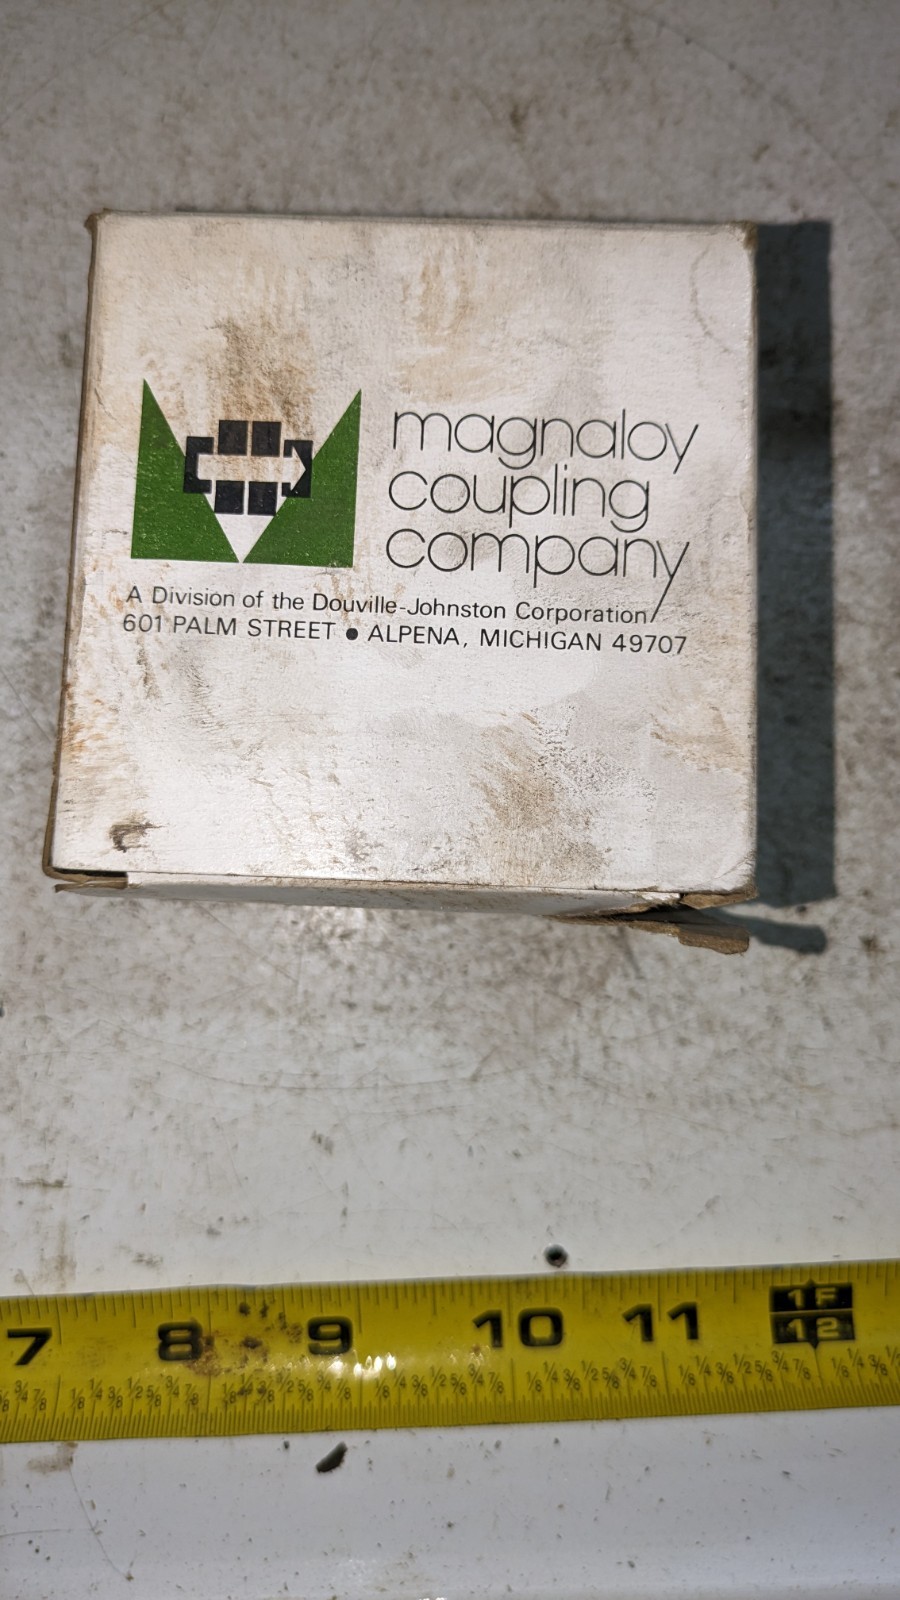 magnaloy
coupling
company
A Division of the Douville-Johnston Corporation
601 PALM STREET ● ALPENA, MICHIGAN 49707
7 8 9 10 11 1F
12